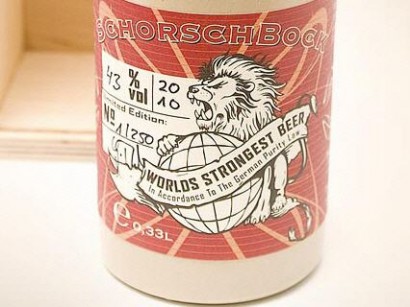 SCHORSCHBOCK
43 % vol 20 10
Limited Edition:
No 1/250
WORLDS STRONGEST BEER
In Accordance To The German Purity Law
e 0,33L